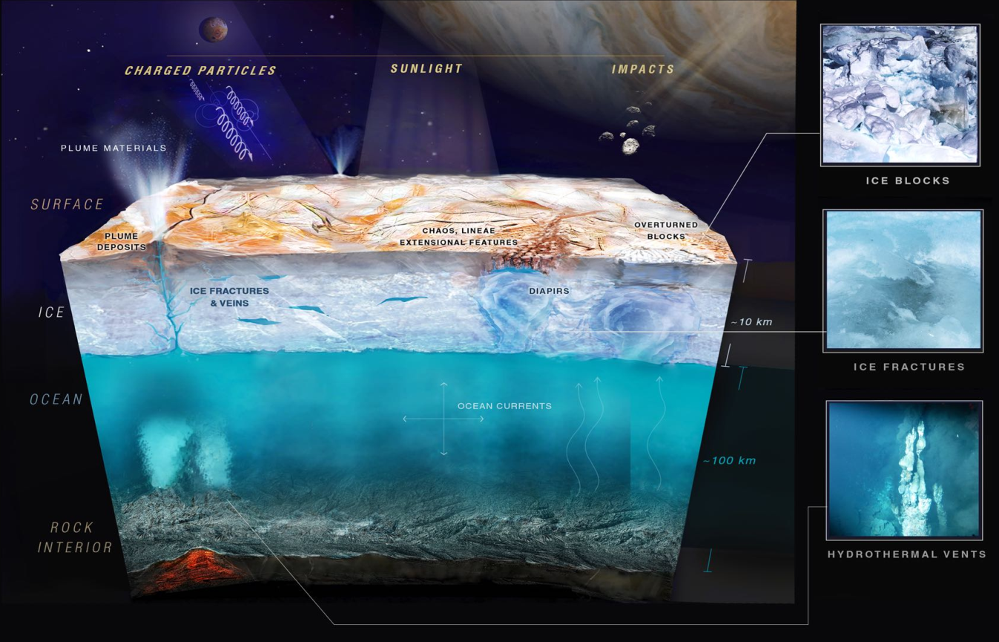 CHARGED PARTICLES
SUNLIGHT
IMPACTS
PLUME MATERIALS
SURFACE
PLUME
DEPOSITS
CHAOS, LINEAE
EXTENSIONAL FEATURES
OVERTURNED
BLOCKS
ICE BLOCKS
ICE
ICE FRACTURES
& VEINS
DIAPIRS
~10 km
ICE FRACTURES
OCEAN
OCEAN CURRENTS
~100 km
ROCK
INTERIOR
HYDROTHERMAL VENTS